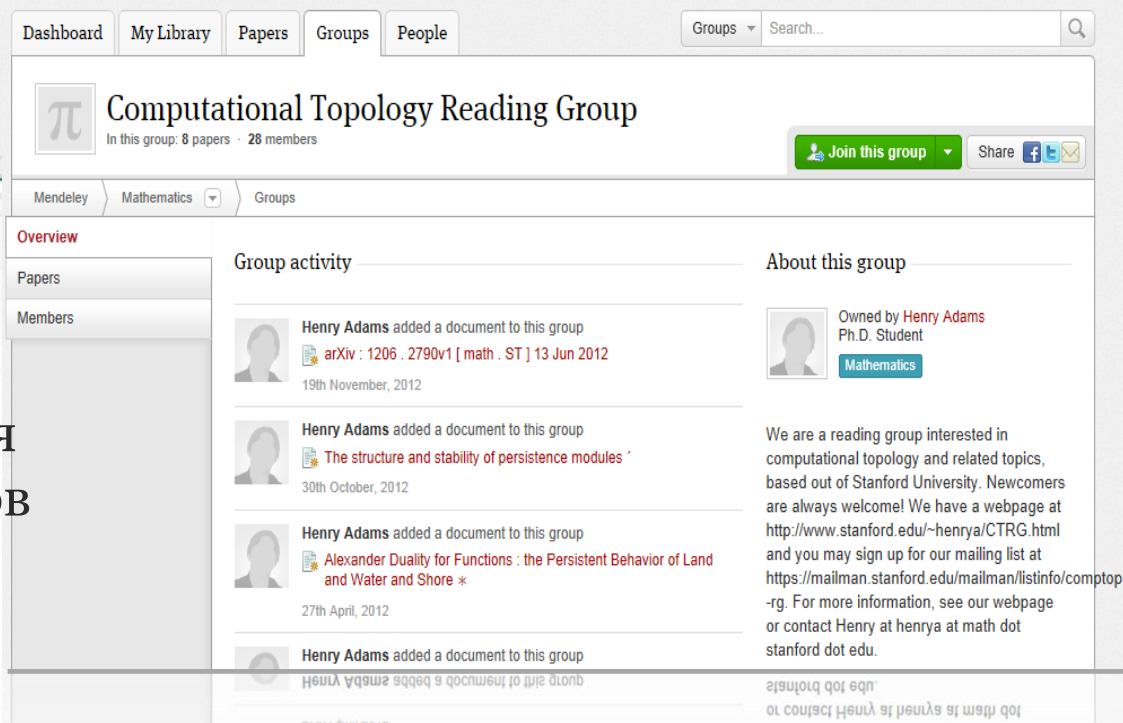 Dashboard
My Library
Papers
Groups
People
Groups
Search...
π
Computational Topology Reading Group
In this group: 8 papers · 28 members
Join this group
Share
Mendeley
Mathematics
Groups
Overview
Papers
Members
Group activity
Henry Adams added a document to this group
arXiv : 1206 . 2790v1 [ math . ST ] 13 Jun 2012
19th November, 2012
Henry Adams added a document to this group
The structure and stability of persistence modules ´
30th October, 2012
Henry Adams added a document to this group
Alexander Duality for Functions : the Persistent Behavior of Land
and Water and Shore ∗
27th April, 2012
Henry Adams added a document to this group
About this group
Owned by Henry Adams
Ph.D. Student
Mathematics
We are a reading group interested in
computational topology and related topics,
based out of Stanford University. Newcomers
are always welcome! We have a webpage at
http://www.stanford.edu/~henrya/CTRG.html
and you may sign up for our mailing list at
https://mailman.stanford.edu/mailman/listinfo/comptop
-rg. For more information, see our webpage
or contact Henry at henrya at math dot
stanford dot edu.